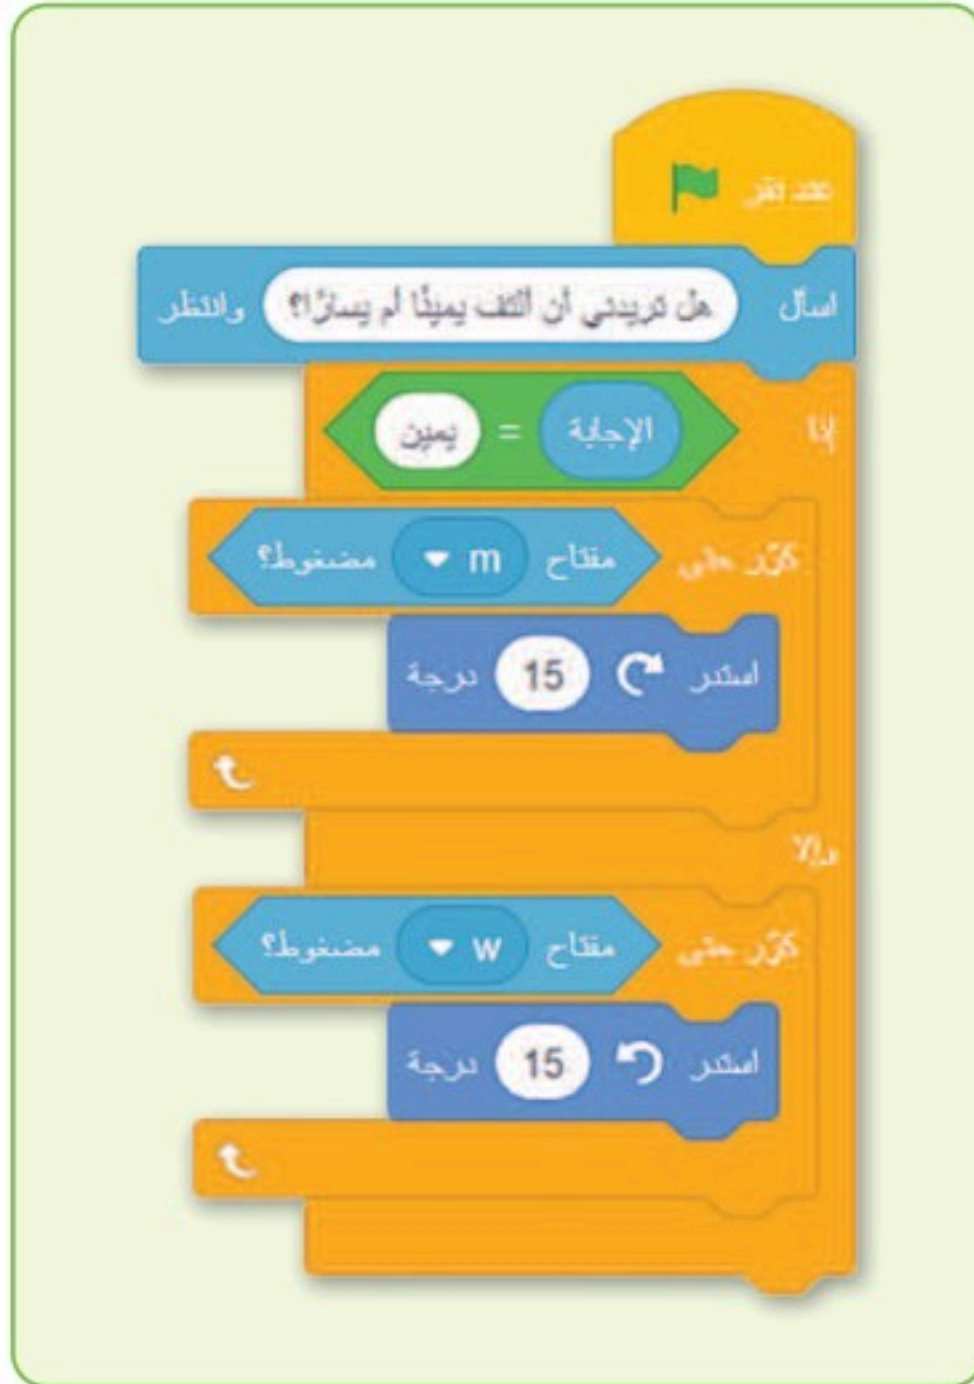 عند نقر
اسأل هل تريدني أن ألتف يمينًا أم يسارًا؟ وانتظر
إذا الإجابة = يمين
كرّر حتى مفتاح m مضغوط؟
استدر 15 درجة
وإلا
كرّر حتى مفتاح w مضغوط؟
استدر 15 درجة